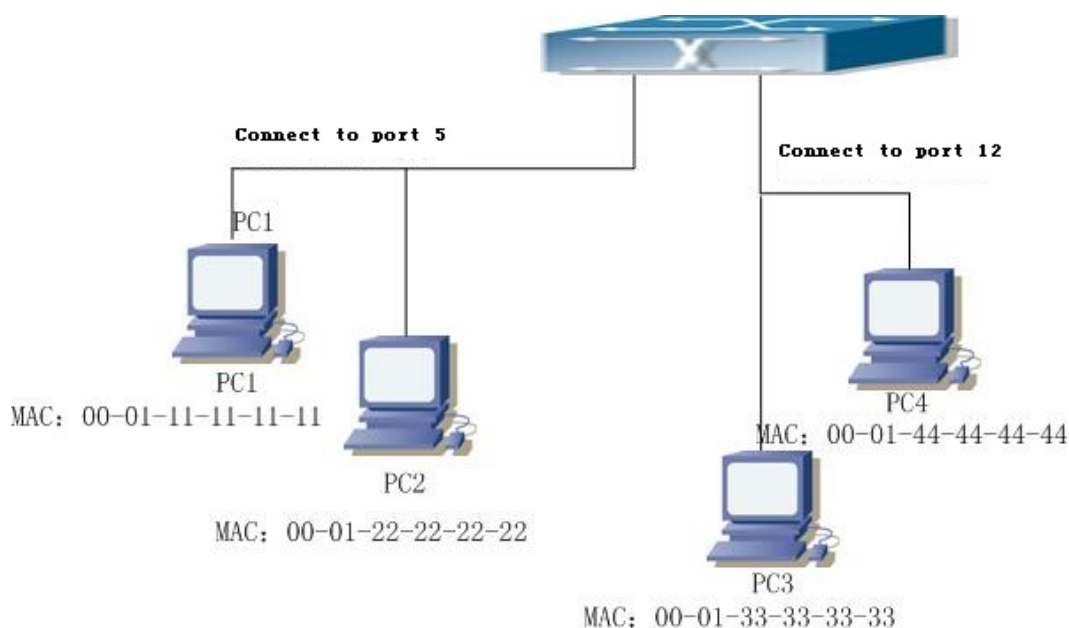 Connect to port 5
Connect to port 12
PC1
PC1
MAC: 00-01-11-11-11-11
PC2
MAC: 00-01-22-22-22-22
PC4
MAC: 00-01-44-44-44-44
PC3
MAC: 00-01-33-33-33-33